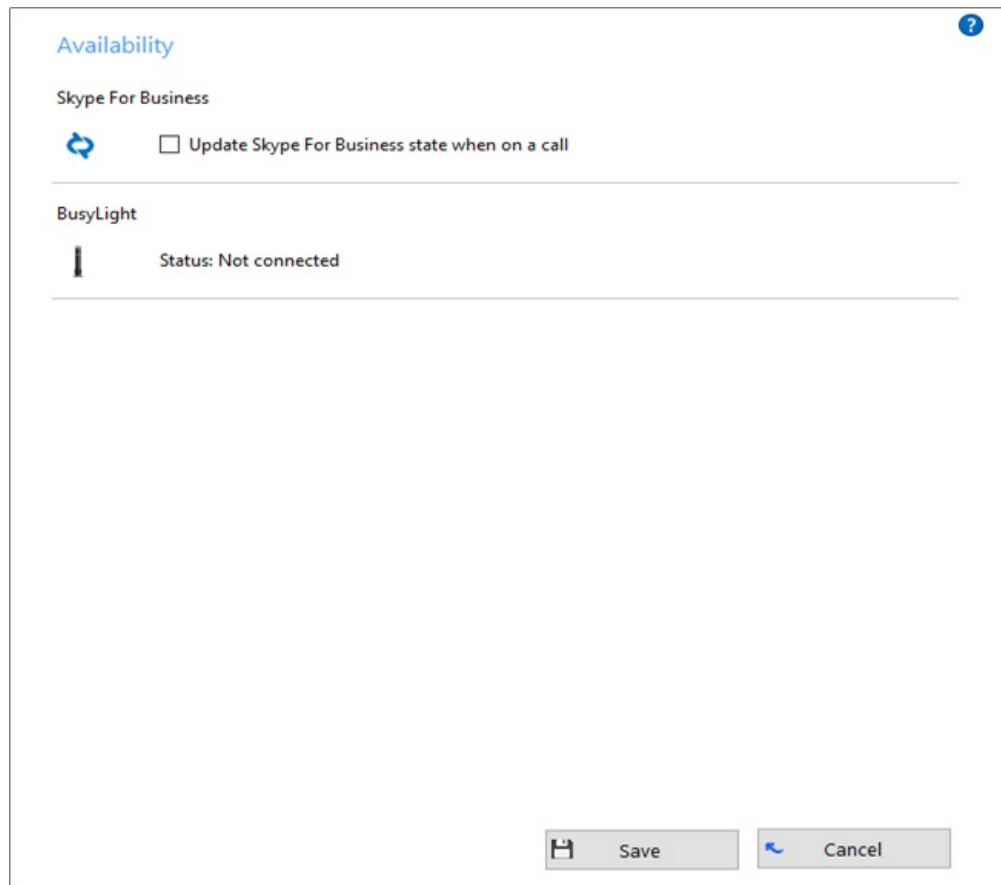 ?
Availability
Skype For Business
Update Skype For Business state when on a call
BusyLight
Status: Not connected
Save
Cancel